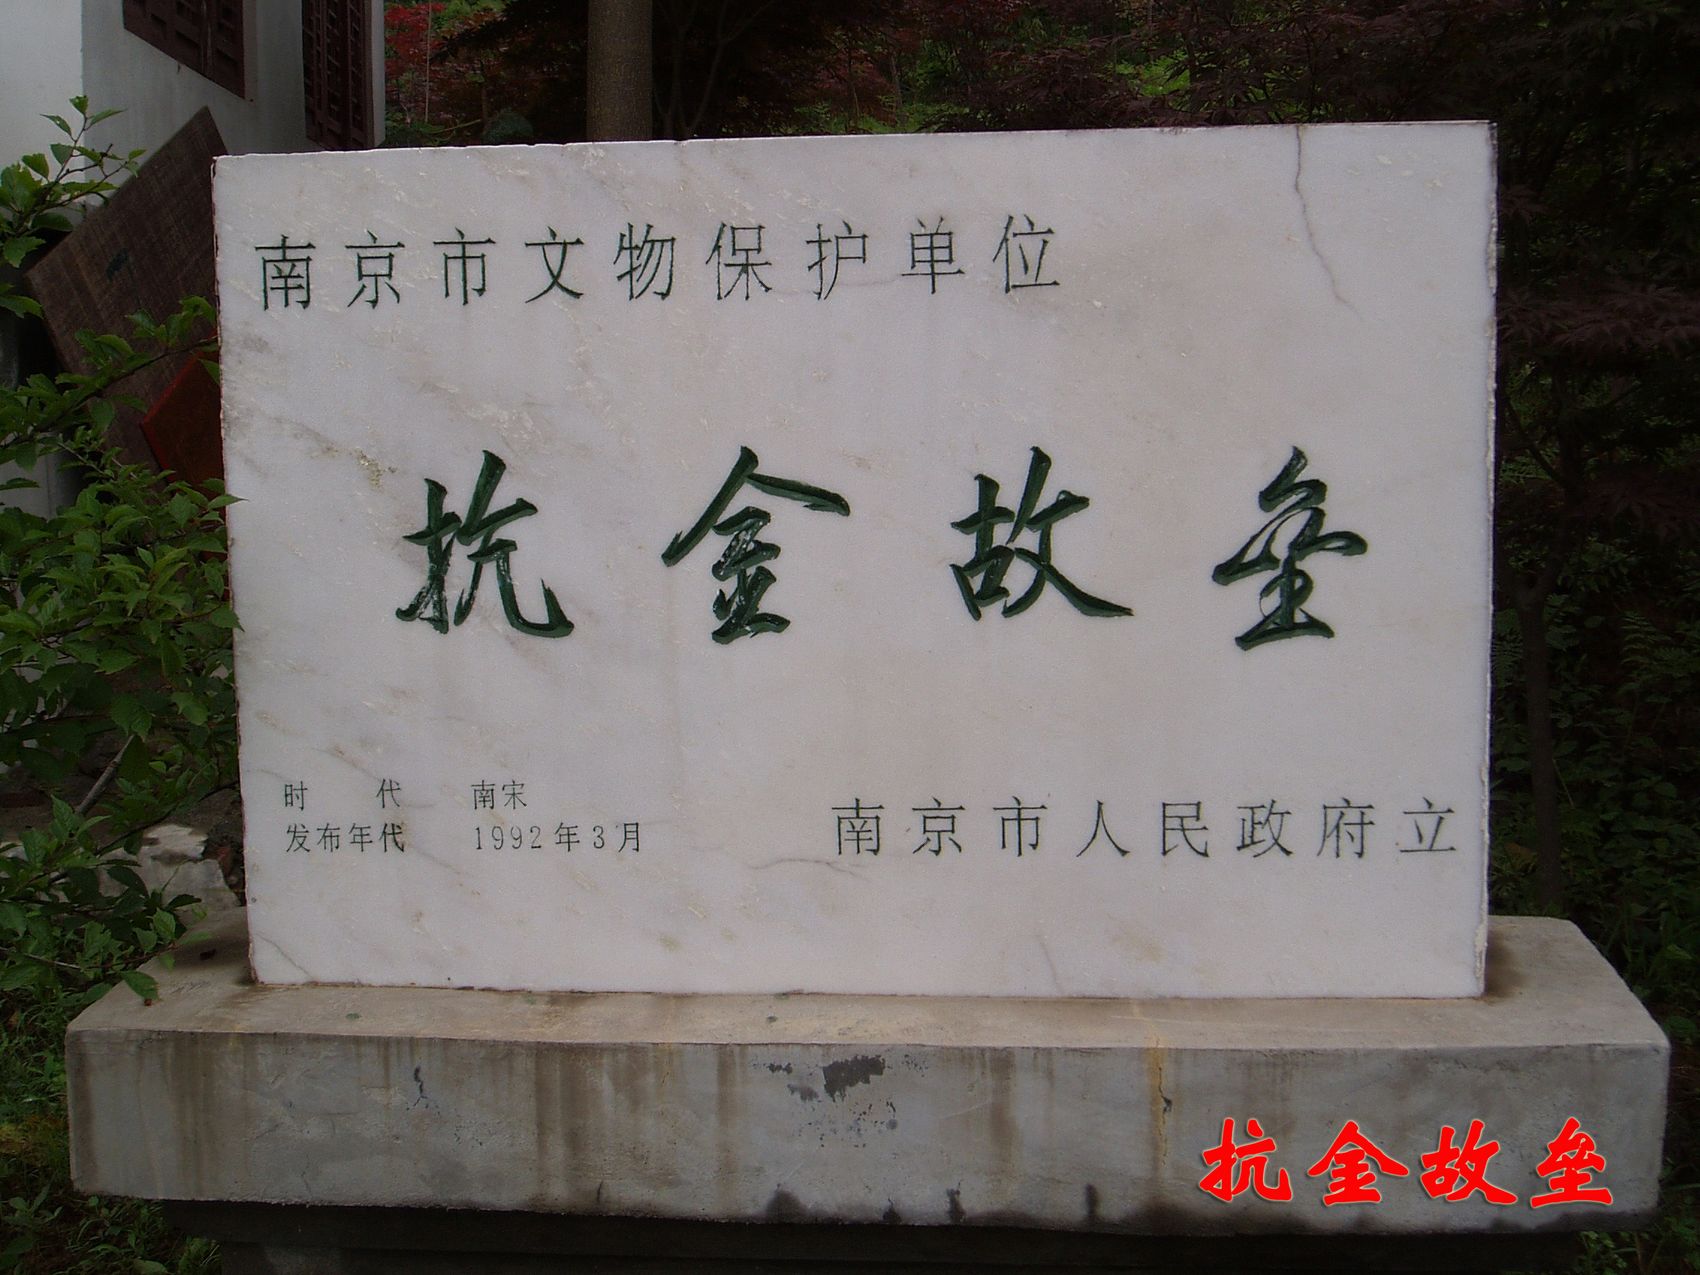 南京市文物保护单位
抗金故垒
时 代 南宋
发布年代 1992年3月
南京市人民政府立
抗金故垒